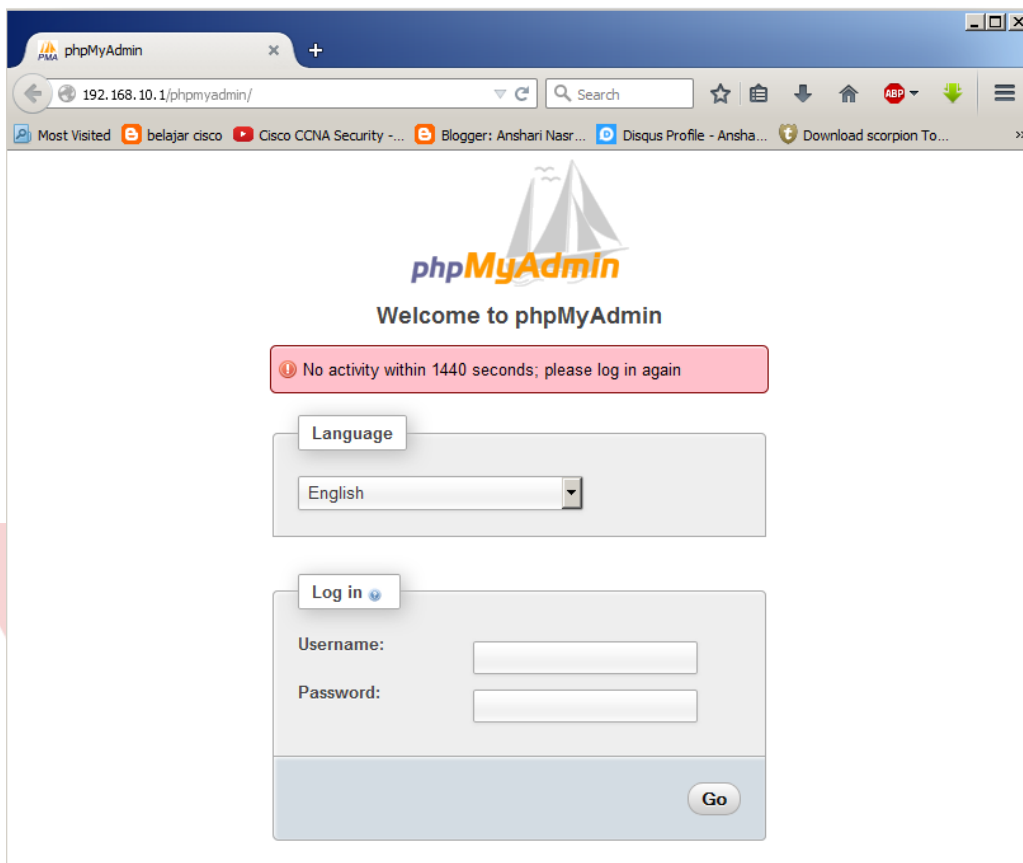 PMA phpMyAdmin
192.168.10.1/phpmyadmin/ Search ABP
Most Visited belajar cisco Cisco CCNA Security -... Blogger: Anshari Nasr... Disqus Profile - Ansha... Download scorpion To... »
phpMyAdmin
Welcome to phpMyAdmin
No activity within 1440 seconds; please log in again
Language
English
Log in
Username:
Password:
Go